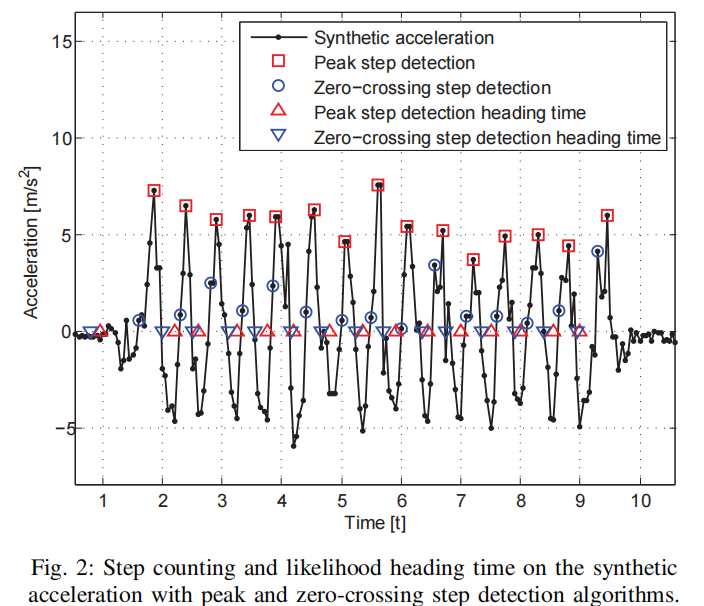 15
10
5
0
−5
Acceleration [m/s²]
Synthetic acceleration
Peak step detection
Zero−crossing step detection
Peak step detection heading time
Zero−crossing step detection heading time
1 2 3 4 5 6 7 8 9 10
Time [t]
Fig. 2: Step counting and likelihood heading time on the synthetic
acceleration with peak and zero-crossing step detection algorithms.